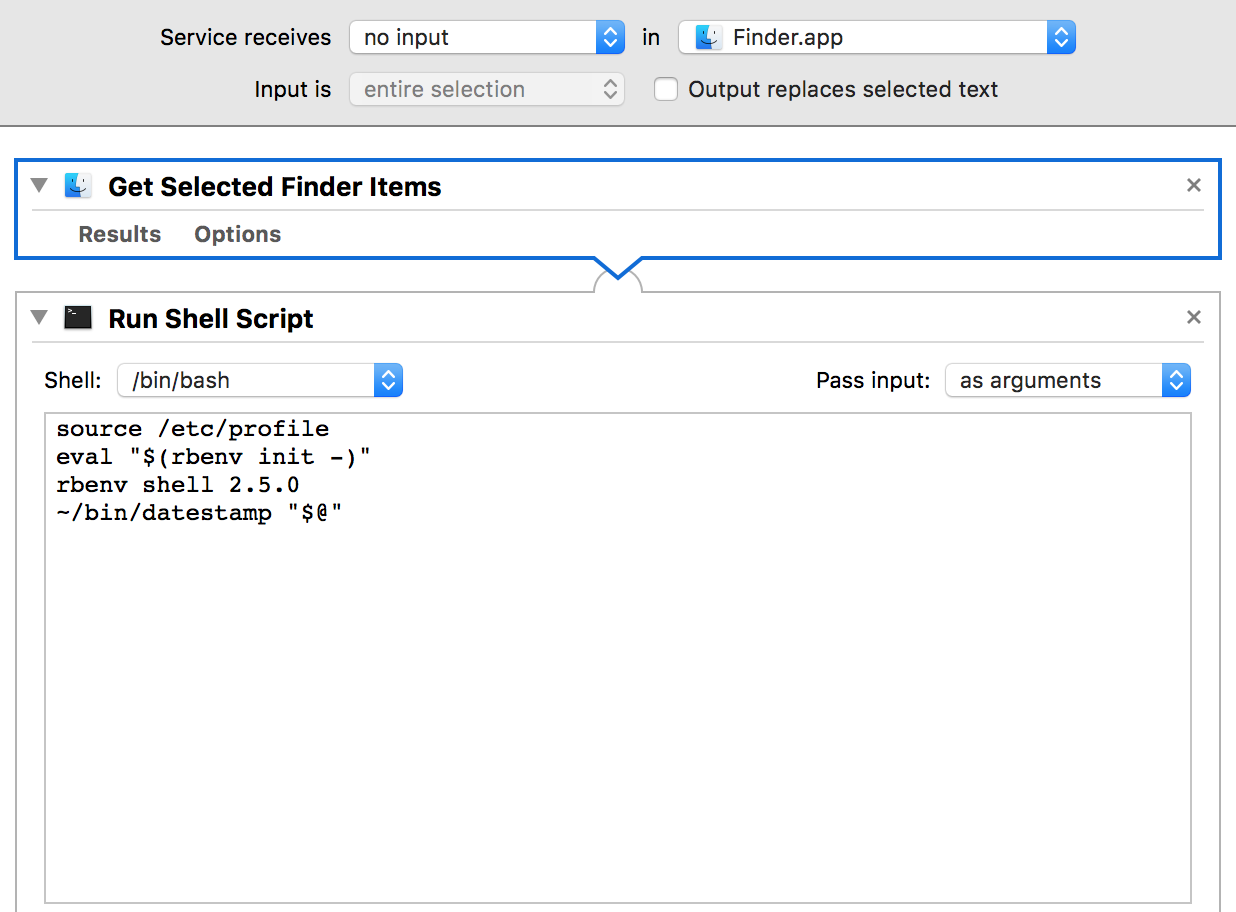 Service receives no input in Finder.app
Input is entire selection Output replaces selected text
Get Selected Finder Items
Results Options
Run Shell Script
Shell: /bin/bash Pass input: as arguments
source /etc/profile
eval "$(rbenv init -)"
rbenv shell 2.5.0
~/bin/datestamp "$@"